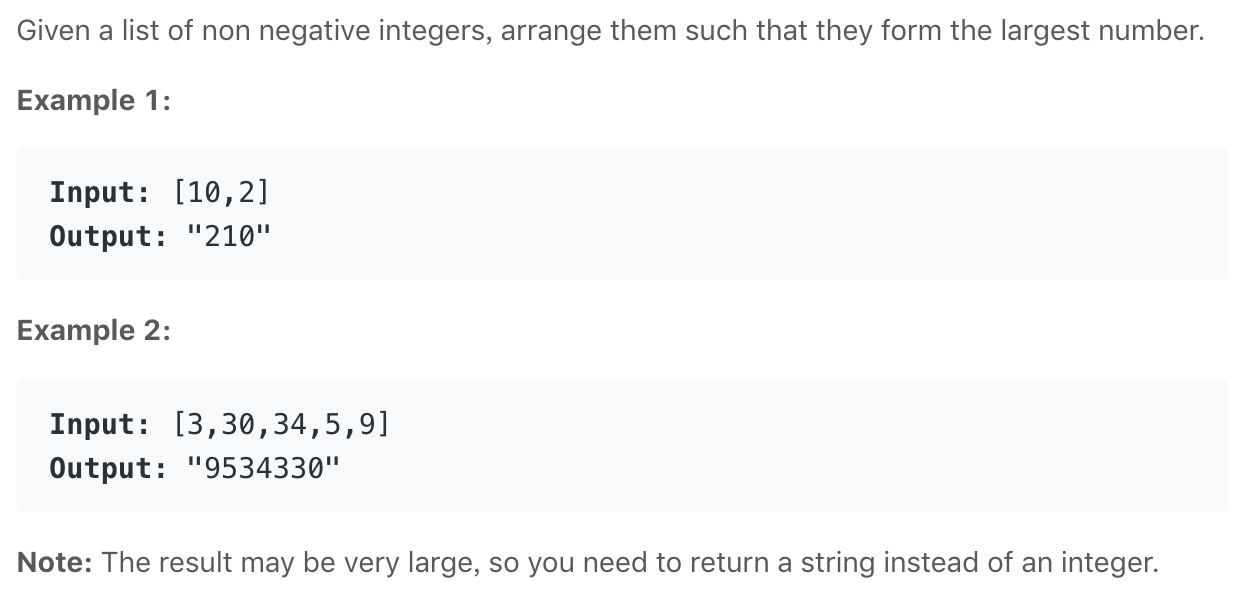 Given a list of non negative integers, arrange them such that they form the largest number.
Example 1:
Input: [10,2]
Output: "210"
Example 2:
Input: [3,30,34,5,9]
Output: "9534330"
Note: The result may be very large, so you need to return a string instead of an integer.